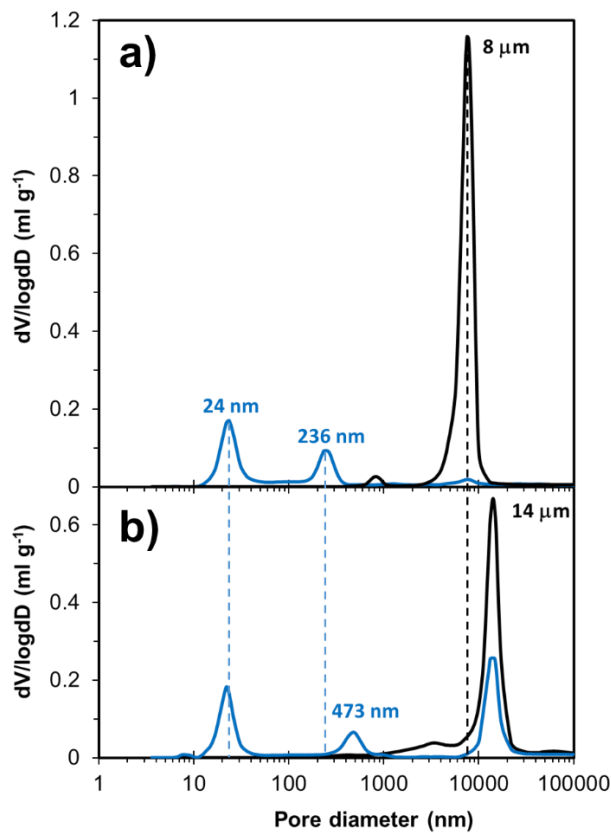 a)
8 μm
1.2
1
0.8
0.6
0.4
0.2
0
dV/logdD (ml g⁻¹)
24 nm
236 nm
b)
14 μm
0.6
0.4
0.2
0
dV/logdD (ml g⁻¹)
473 nm
1 10 100 1000 10000 100000
Pore diameter (nm)